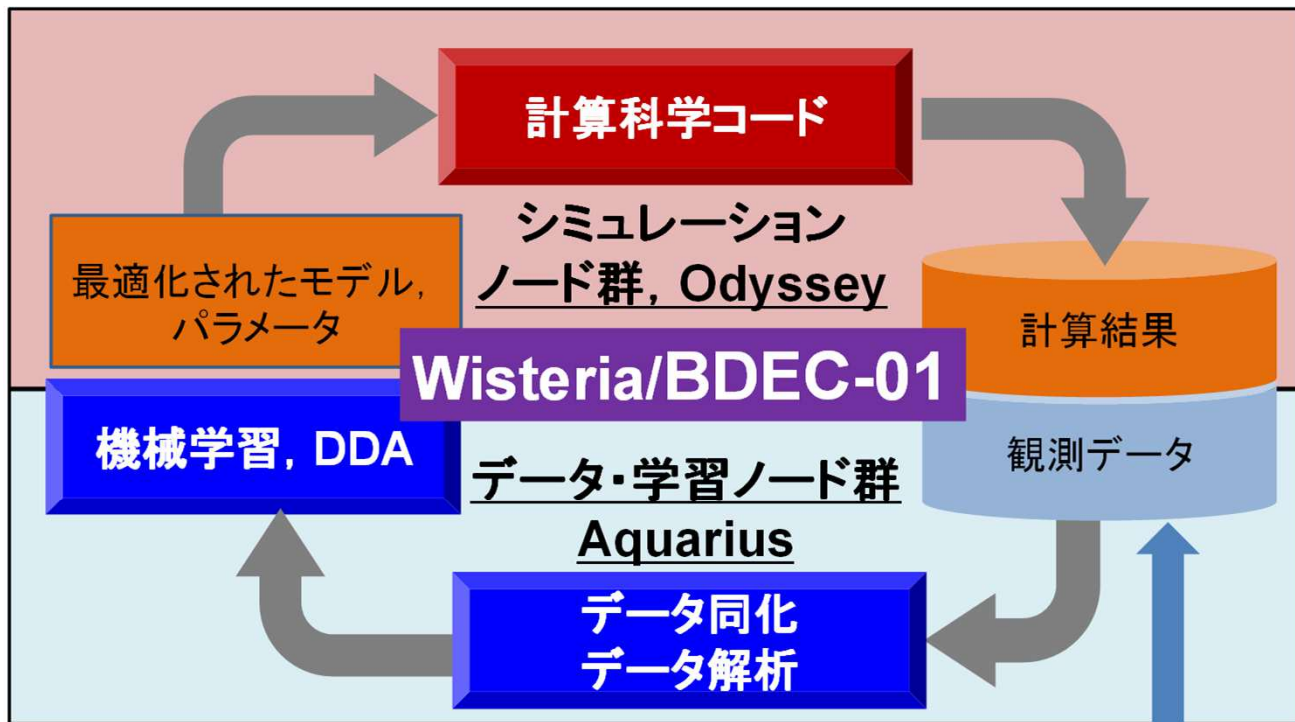 計算科学コード
シミュレーション
ノード群, Odyssey
最適化されたモデル,
パラメータ
計算結果
Wisteria/BDEC-01
機械学習, DDA
観測データ
データ・学習ノード群
Aquarius
データ同化
データ解析